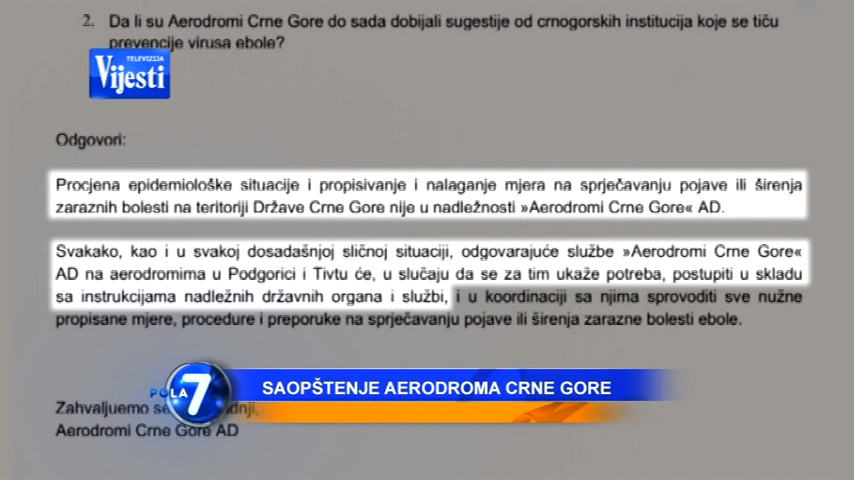 2. Da li su Aerodromi Crne Gore do sada dobijali sugestije od crnogorskih institucija koje se tiču
prevencije virusa ebole?
TELEVIZIJA
Vijesti
Odgovori:
Procjena epidemiološke situacije i propisivanje i nalaganje mjera na sprječavanju pojave ili širenja
zaraznih bolesti na teritoriji Države Crne Gore nije u nadležnosti »Aerodromi Crne Gore« AD.
Svakako, kao i u svakoj dosadašnjoj sličnoj situaciji, odgovarajuće službe »Aerodromi Crne Gore«
AD na aerodromima u Podgorici i Tivtu će, u slučaju da se za tim ukaže potreba, postupiti u skladu
sa instrukcijama nadležnih državnih organa i službi, i u koordinaciji sa njima sprovoditi sve nužne
propisane mjere, procedure i preporuke na sprječavanju pojave ili širenja zarazne bolesti ebole.
POLA 7
SAOPŠTENJE AERODROMA CRNE GORE
Zahvaljujemo se
Aerodromi Crne Gore AD